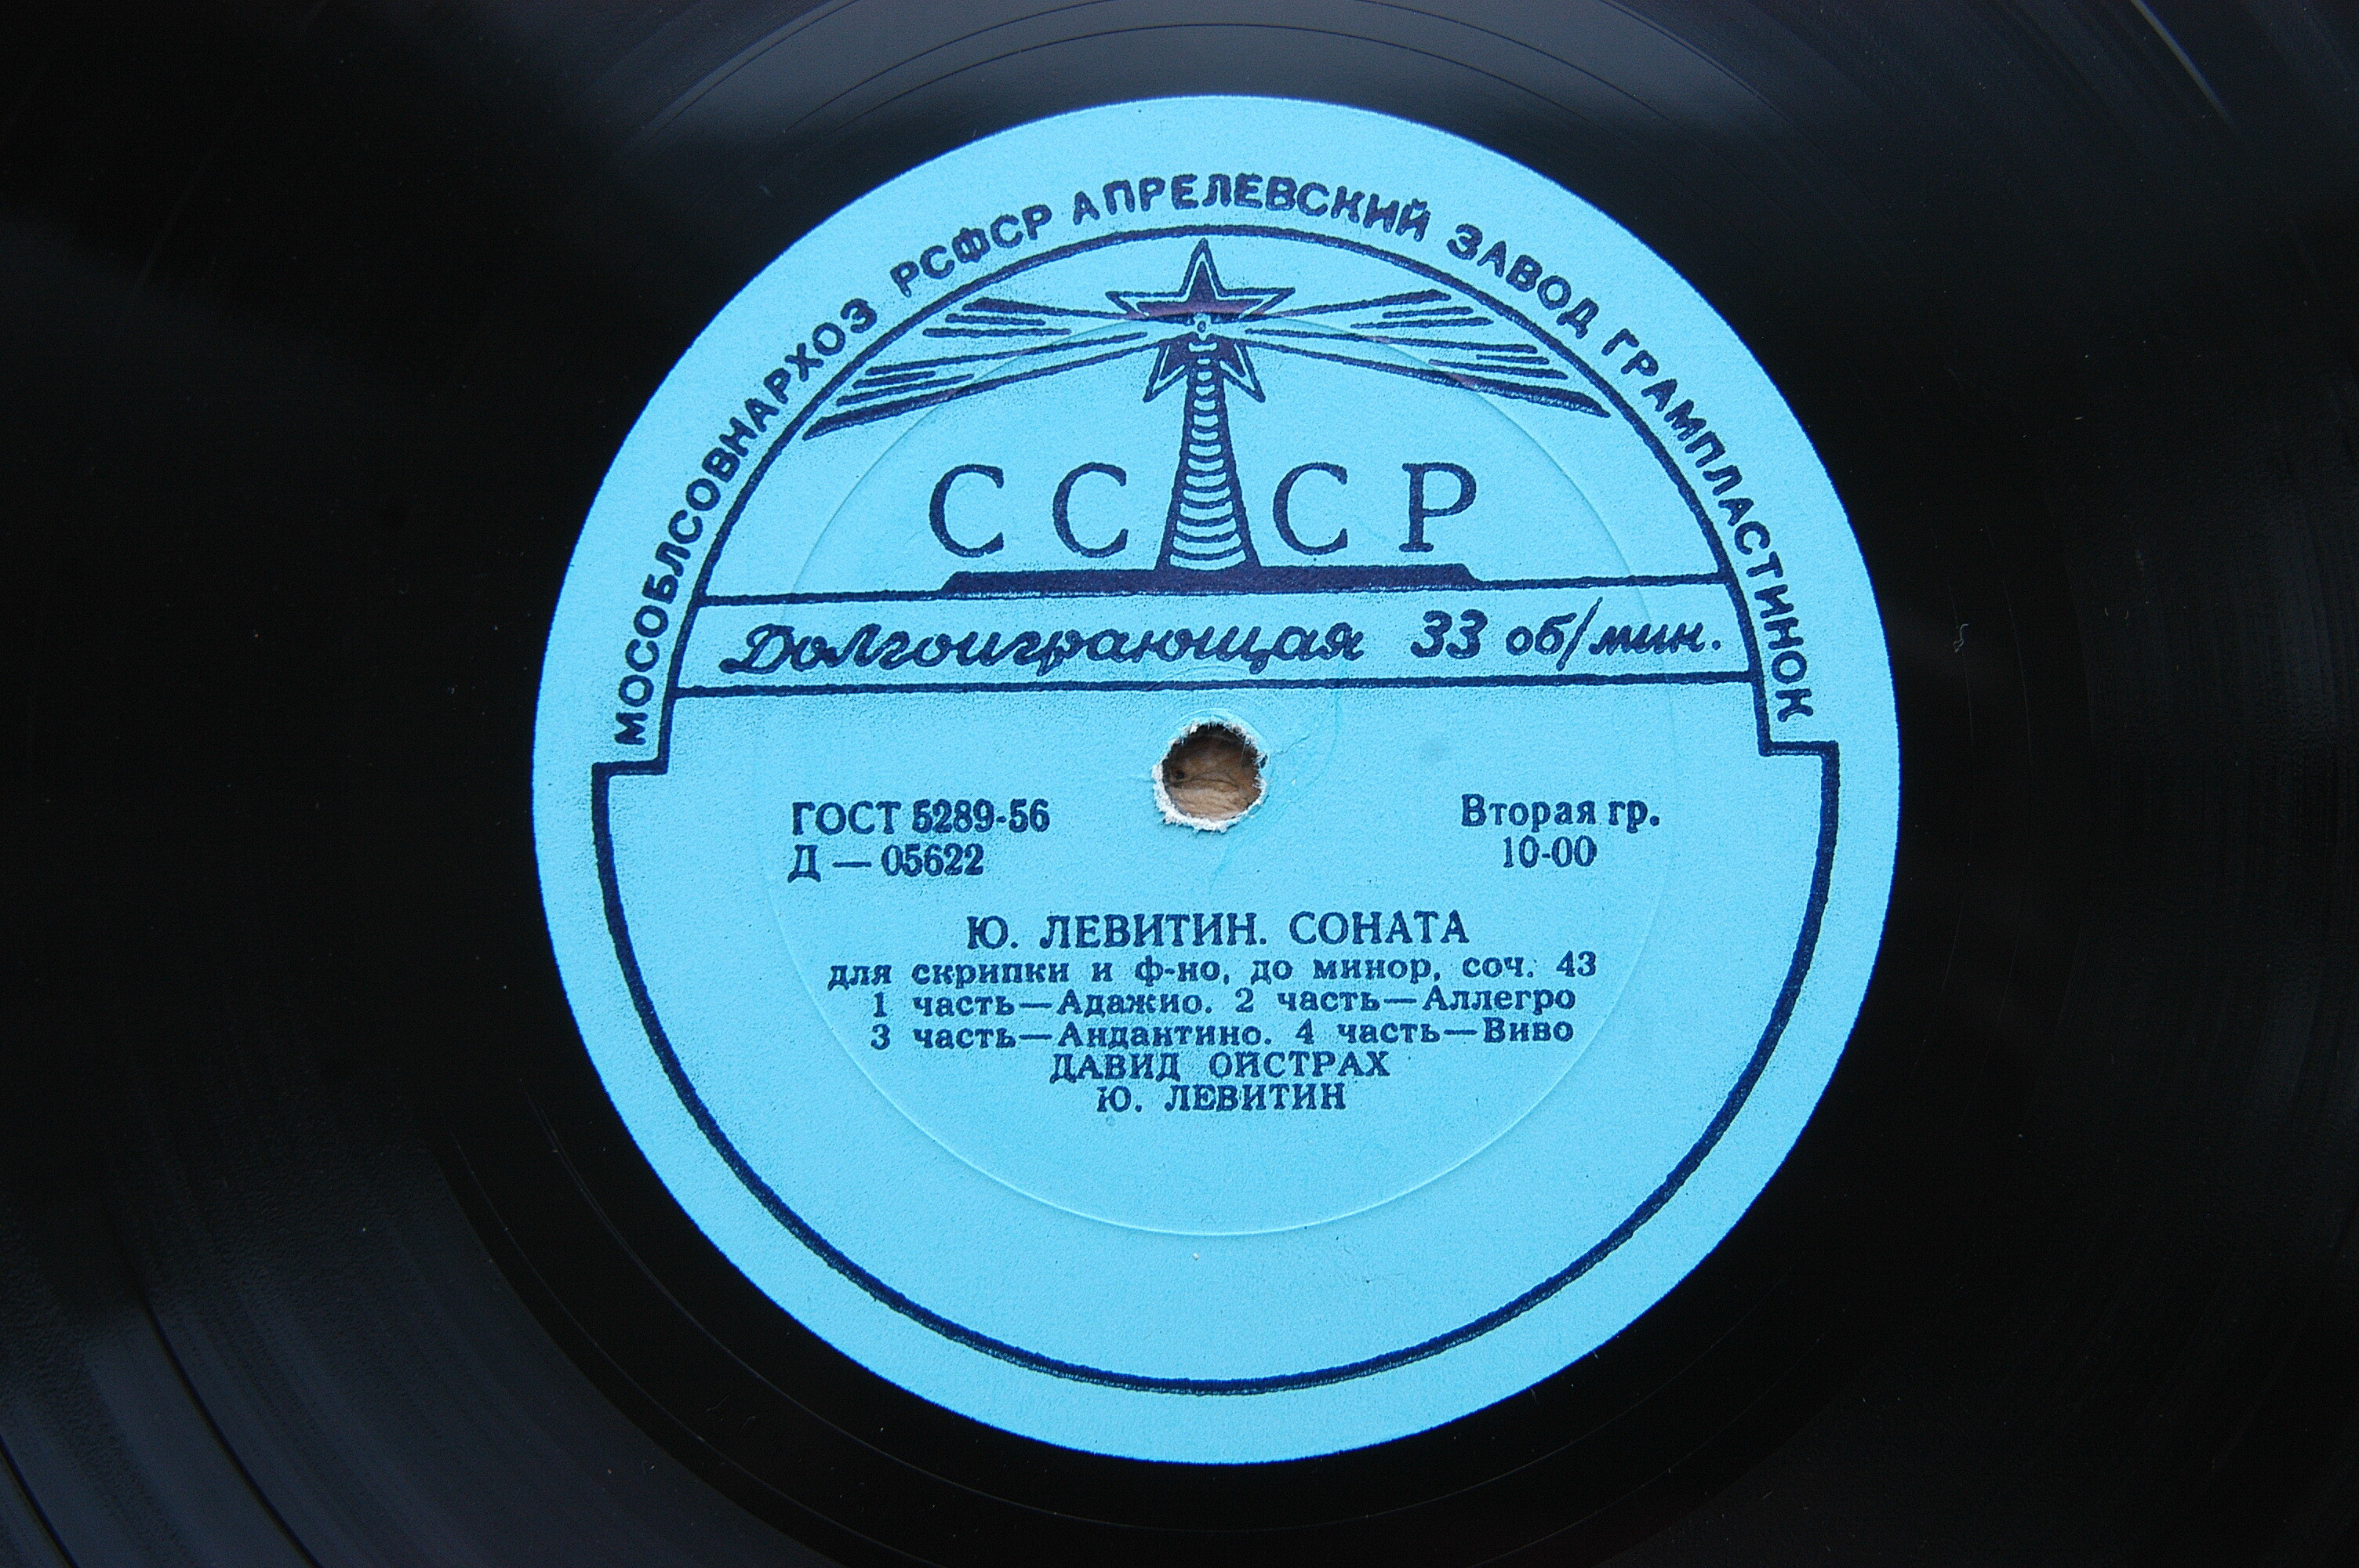 МОСОБЛСОВНАРХОЗ РСФСР АПРЕЛЕВСКИЙ ЗАВОД ГРАМПЛАСТИНОК
СССР
Долгоиграющая 33 об/мин.
ГОСТ 5289-56
Д — 05622
Вторая гр.
10-00
Ю. ЛЕВИТИН. СОНАТА
для скрипки и ф-но, до минор, соч. 43
1 часть—Адажио. 2 часть—Аллегро
3 часть—Андантино. 4 часть—Виво
ДАВИД ОЙСТРАХ
Ю. ЛЕВИТИН